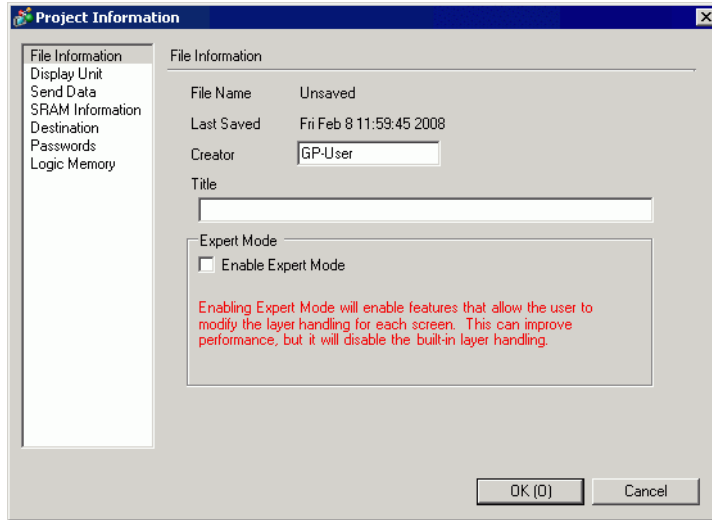 Project Information
File Information
Display Unit
Send Data
SRAM Information
Destination
Passwords
Logic Memory
File Information
File Name Unsaved
Last Saved Fri Feb 8 11:59:45 2008
Creator GP-User
Title
Expert Mode
Enable Expert Mode
Enabling Expert Mode will enable features that allow the user to
modify the layer handling for each screen. This can improve
performance, but it will disable the built-in layer handling.
OK (O) Cancel